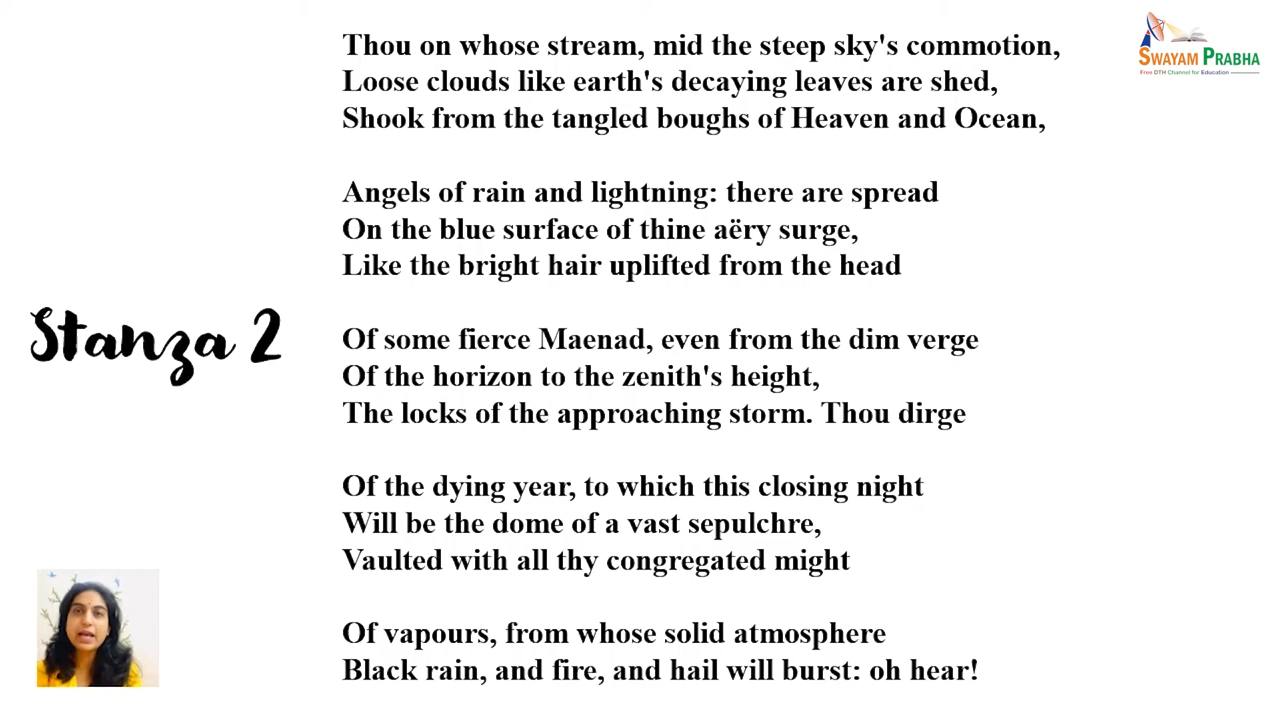 Thou on whose stream, mid the steep sky's commotion,
Loose clouds like earth's decaying leaves are shed,
Shook from the tangled boughs of Heaven and Ocean,
Angels of rain and lightning: there are spread
On the blue surface of thine aëry surge,
Like the bright hair uplifted from the head
Stanza 2
Of some fierce Maenad, even from the dim verge
Of the horizon to the zenith's height,
The locks of the approaching storm. Thou dirge
Of the dying year, to which this closing night
Will be the dome of a vast sepulchre,
Vaulted with all thy congregated might
Of vapours, from whose solid atmosphere
Black rain, and fire, and hail will burst: oh hear!
SWAYAM PRABHA
Free DTH Channel for Education